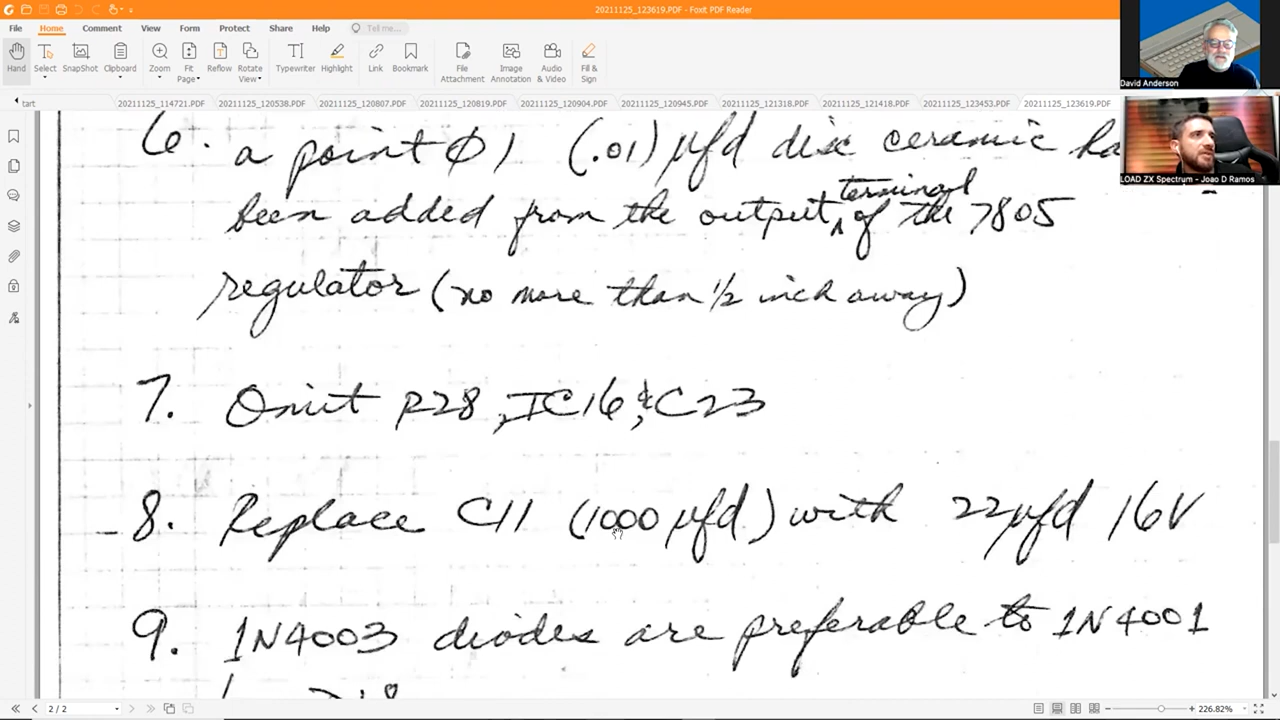 20211125_123619.PDF - Foxit PDF Reader
File Home Comment View Form Protect Share Help Tell me...
Hand Select SnapShot Clipboard Zoom Fit Page Reflow Rotate View Typewriter Highlight Link Bookmark File Attachment Image Annotation Audio & Video Fill & Sign
David Anderson
tart 20211125_114721.PDF 20211125_120538.PDF 20211125_120807.PDF 20211125_120819.PDF 20211125_120904.PDF 20211125_120945.PDF 20211125_121318.PDF 20211125_121418.PDF 20211125_123453.PDF 20211125_123619.PDF
LOAD ZX Spectrum - Joao D Ramos
6. a point 01 (.01) µfd disc ceramic ha
been added from the output terminal of the 7805
regulator (no more than 1/2 inch away)
7. Omit R28, IC16, & C23
8. Replace C11 (1000 µfd) with 22µfd 16V
9. 1N4003 diodes are preferable to 1N4001
2 / 2
226.82%